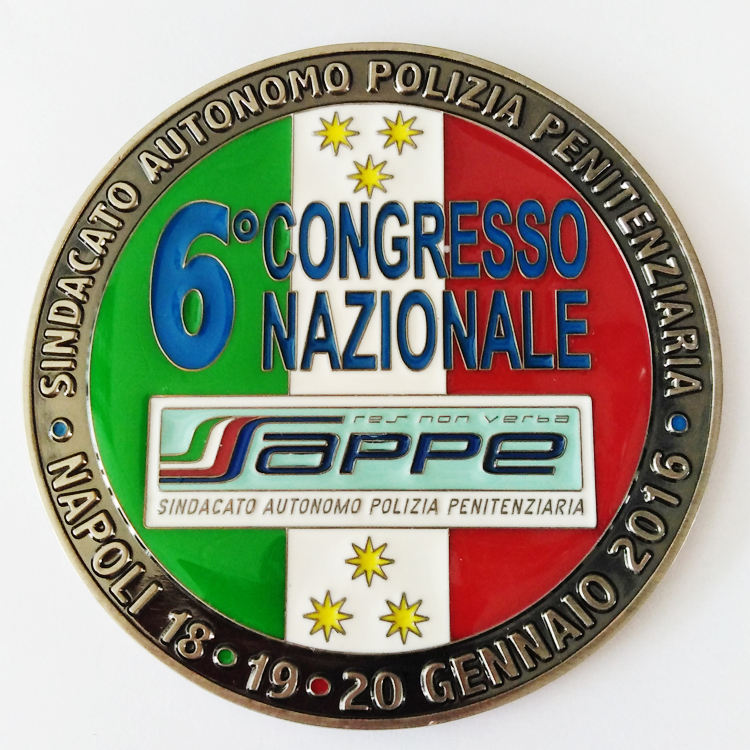 SINDACATO AUTONOMO POLIZIA PENITENZIARIA
6° CONGRESSO
NAZIONALE
res non verba
Sappe
SINDACATO AUTONOMO POLIZIA PENITENZIARIA
NAPOLI 18 • 19 • 20 GENNAIO 2016